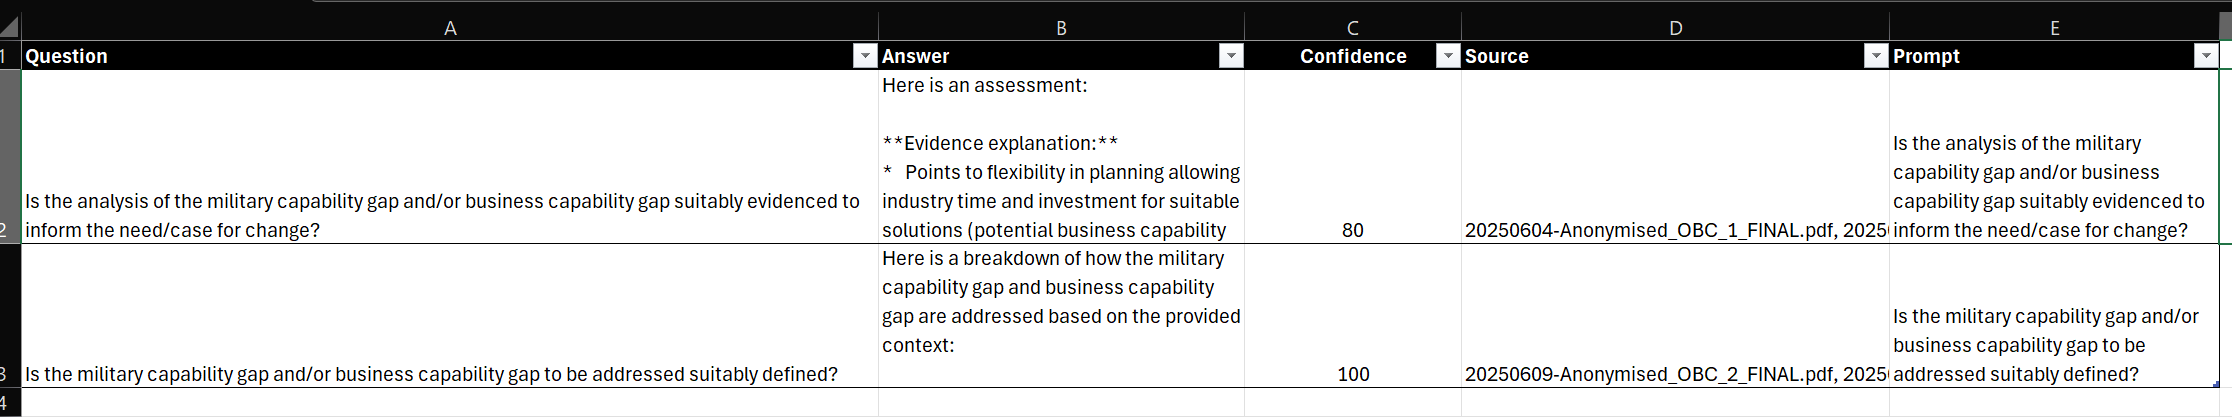 A B C D E
1 Question Answer Confidence Source Prompt
Here is an assessment:
**Evidence explanation:**
* Points to flexibility in planning allowing
industry time and investment for suitable
solutions (potential business capability
Is the analysis of the military capability gap and/or business capability gap suitably evidenced to
inform the need/case for change?
80
20250604-Anonymised_OBC_1_FINAL.pdf, 2025
Is the analysis of the military
capability gap and/or business
capability gap suitably evidenced to
inform the need/case for change?
2
Here is a breakdown of how the military
capability gap and business capability
gap are addressed based on the provided
context:
Is the military capability gap and/or business capability gap to be addressed suitably defined?
100
20250609-Anonymised_OBC_2_FINAL.pdf, 2025
Is the military capability gap and/or
business capability gap to be
addressed suitably defined?
3
4